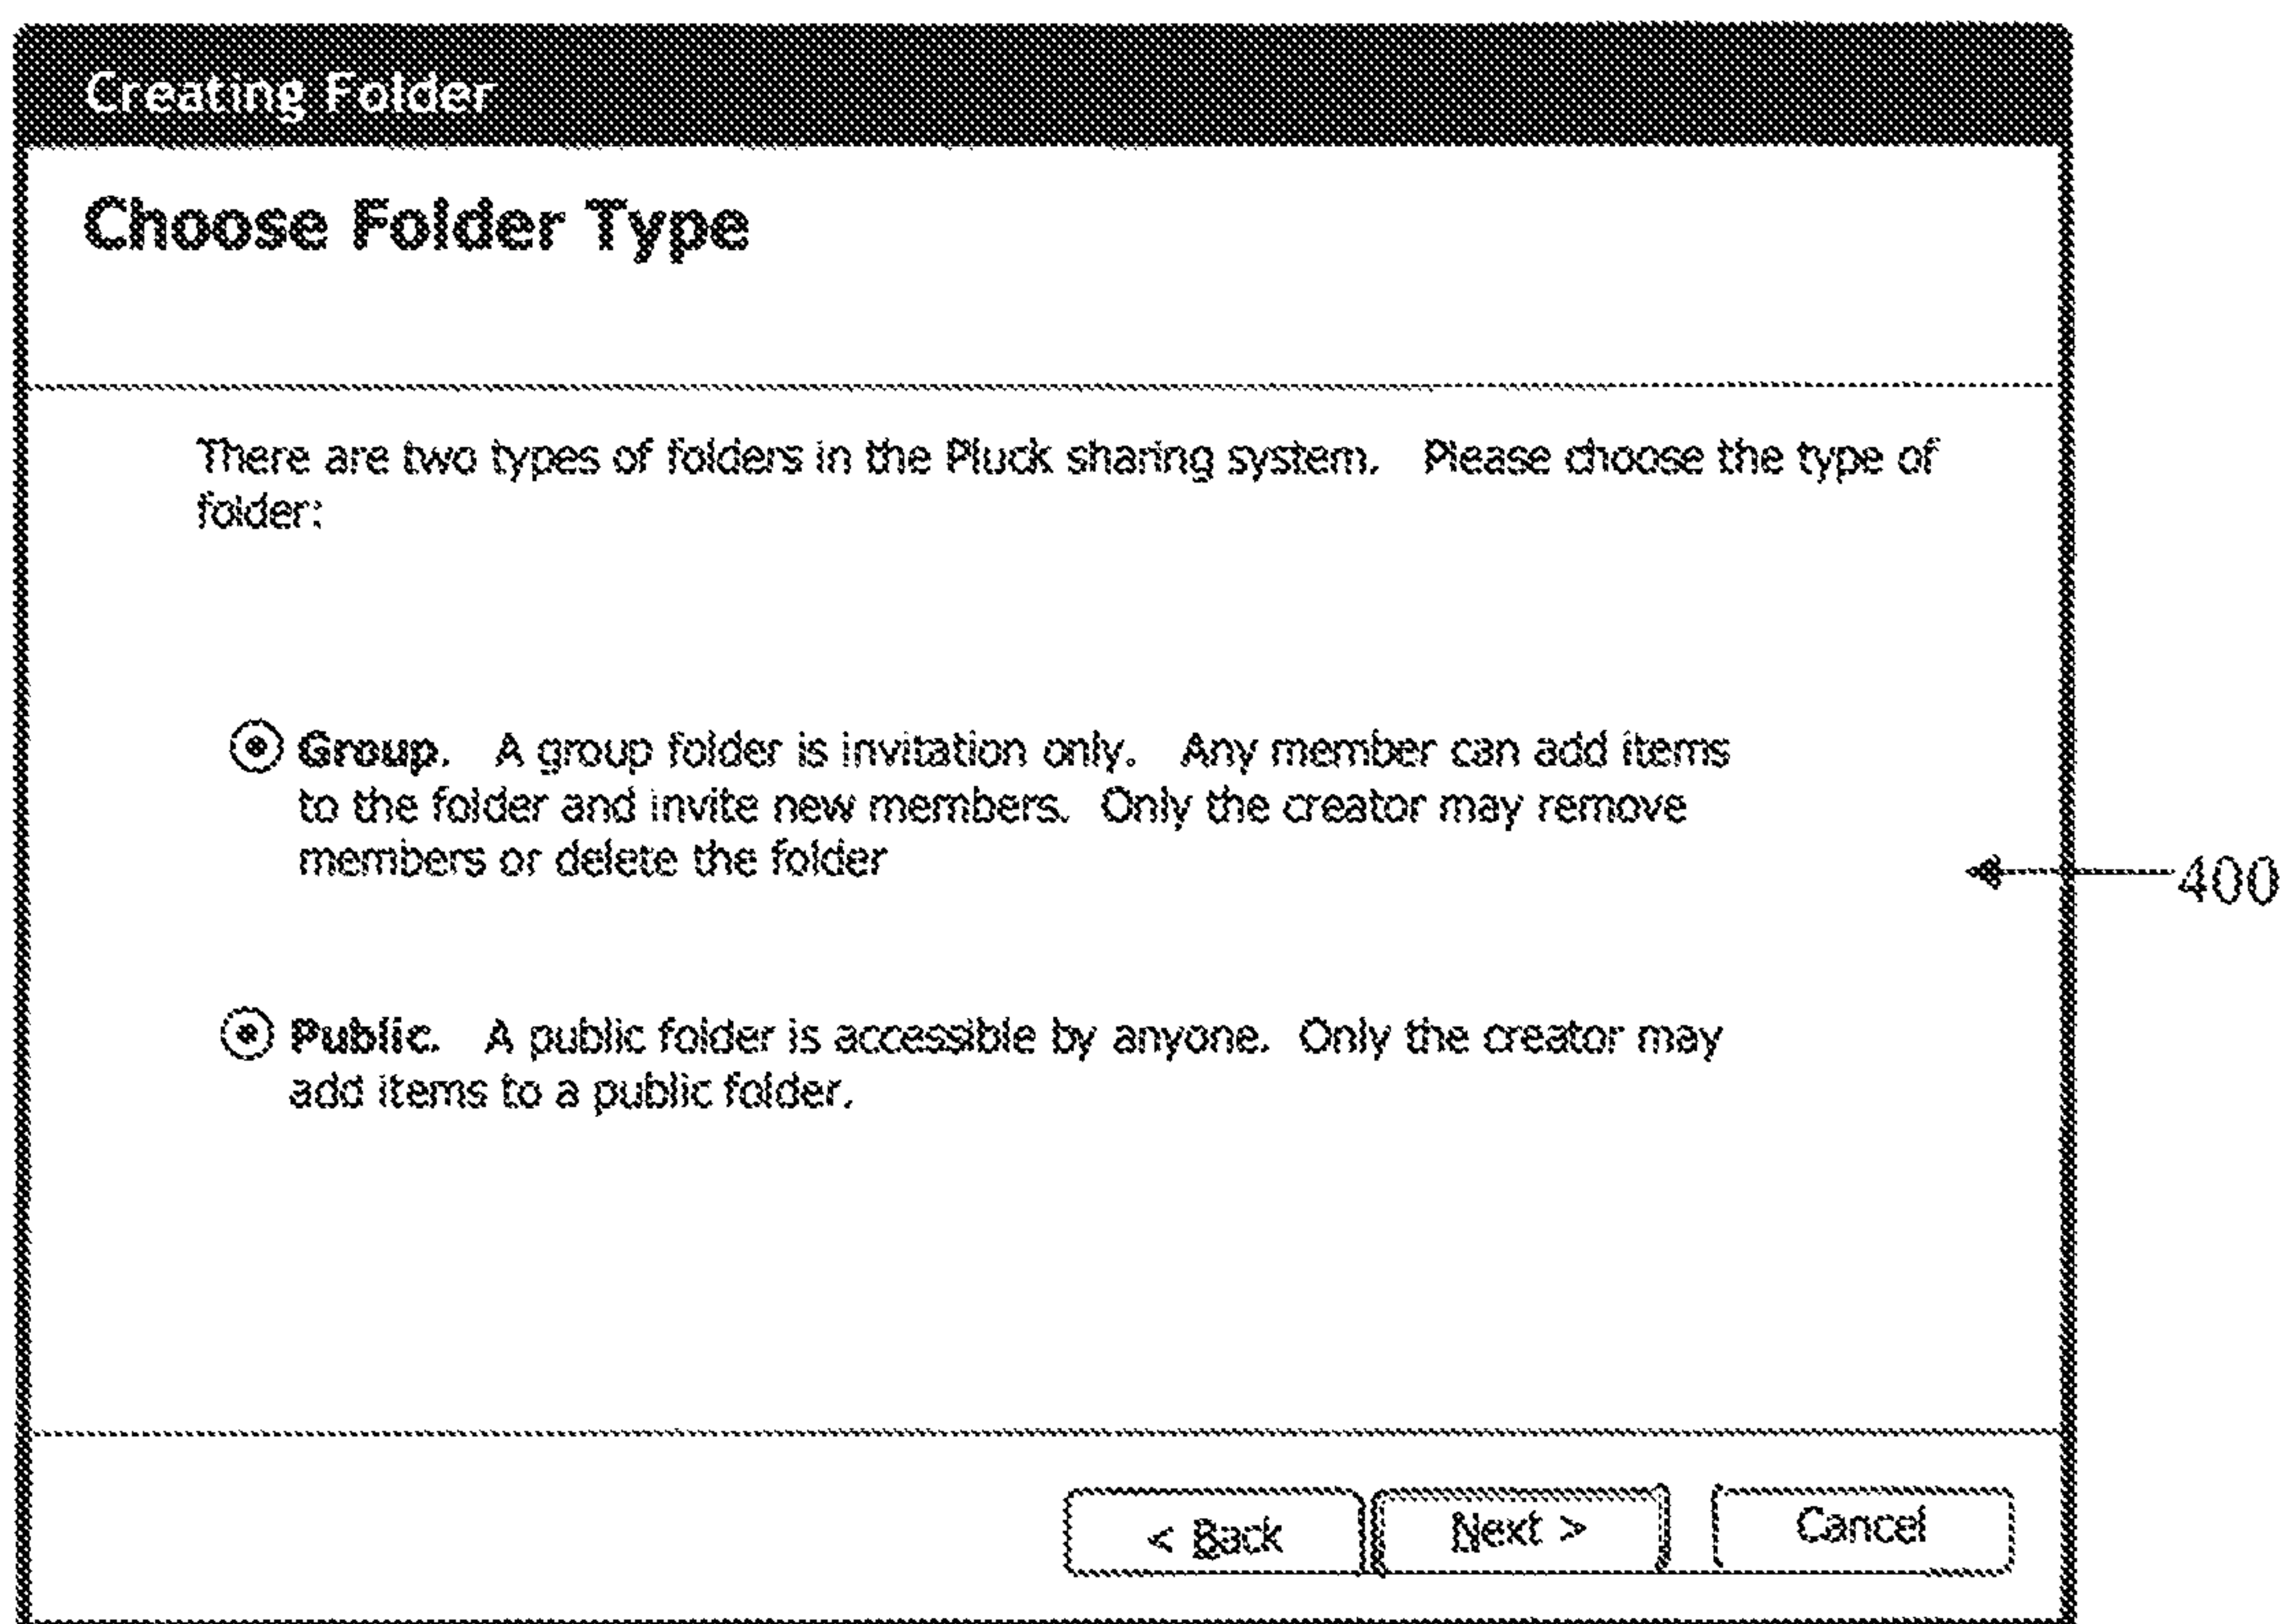 Creating Folder
Choose Folder Type
There are two types of folders in the Pluck sharing system. Please choose the type of
folder:
Group. A group folder is invitation only. Any member can add items
to the folder and invite new members. Only the creator may remove
members or delete the folder
400
Public. A public folder is accessible by anyone. Only the creator may
add items to a public folder.
< Back Next > Cancel